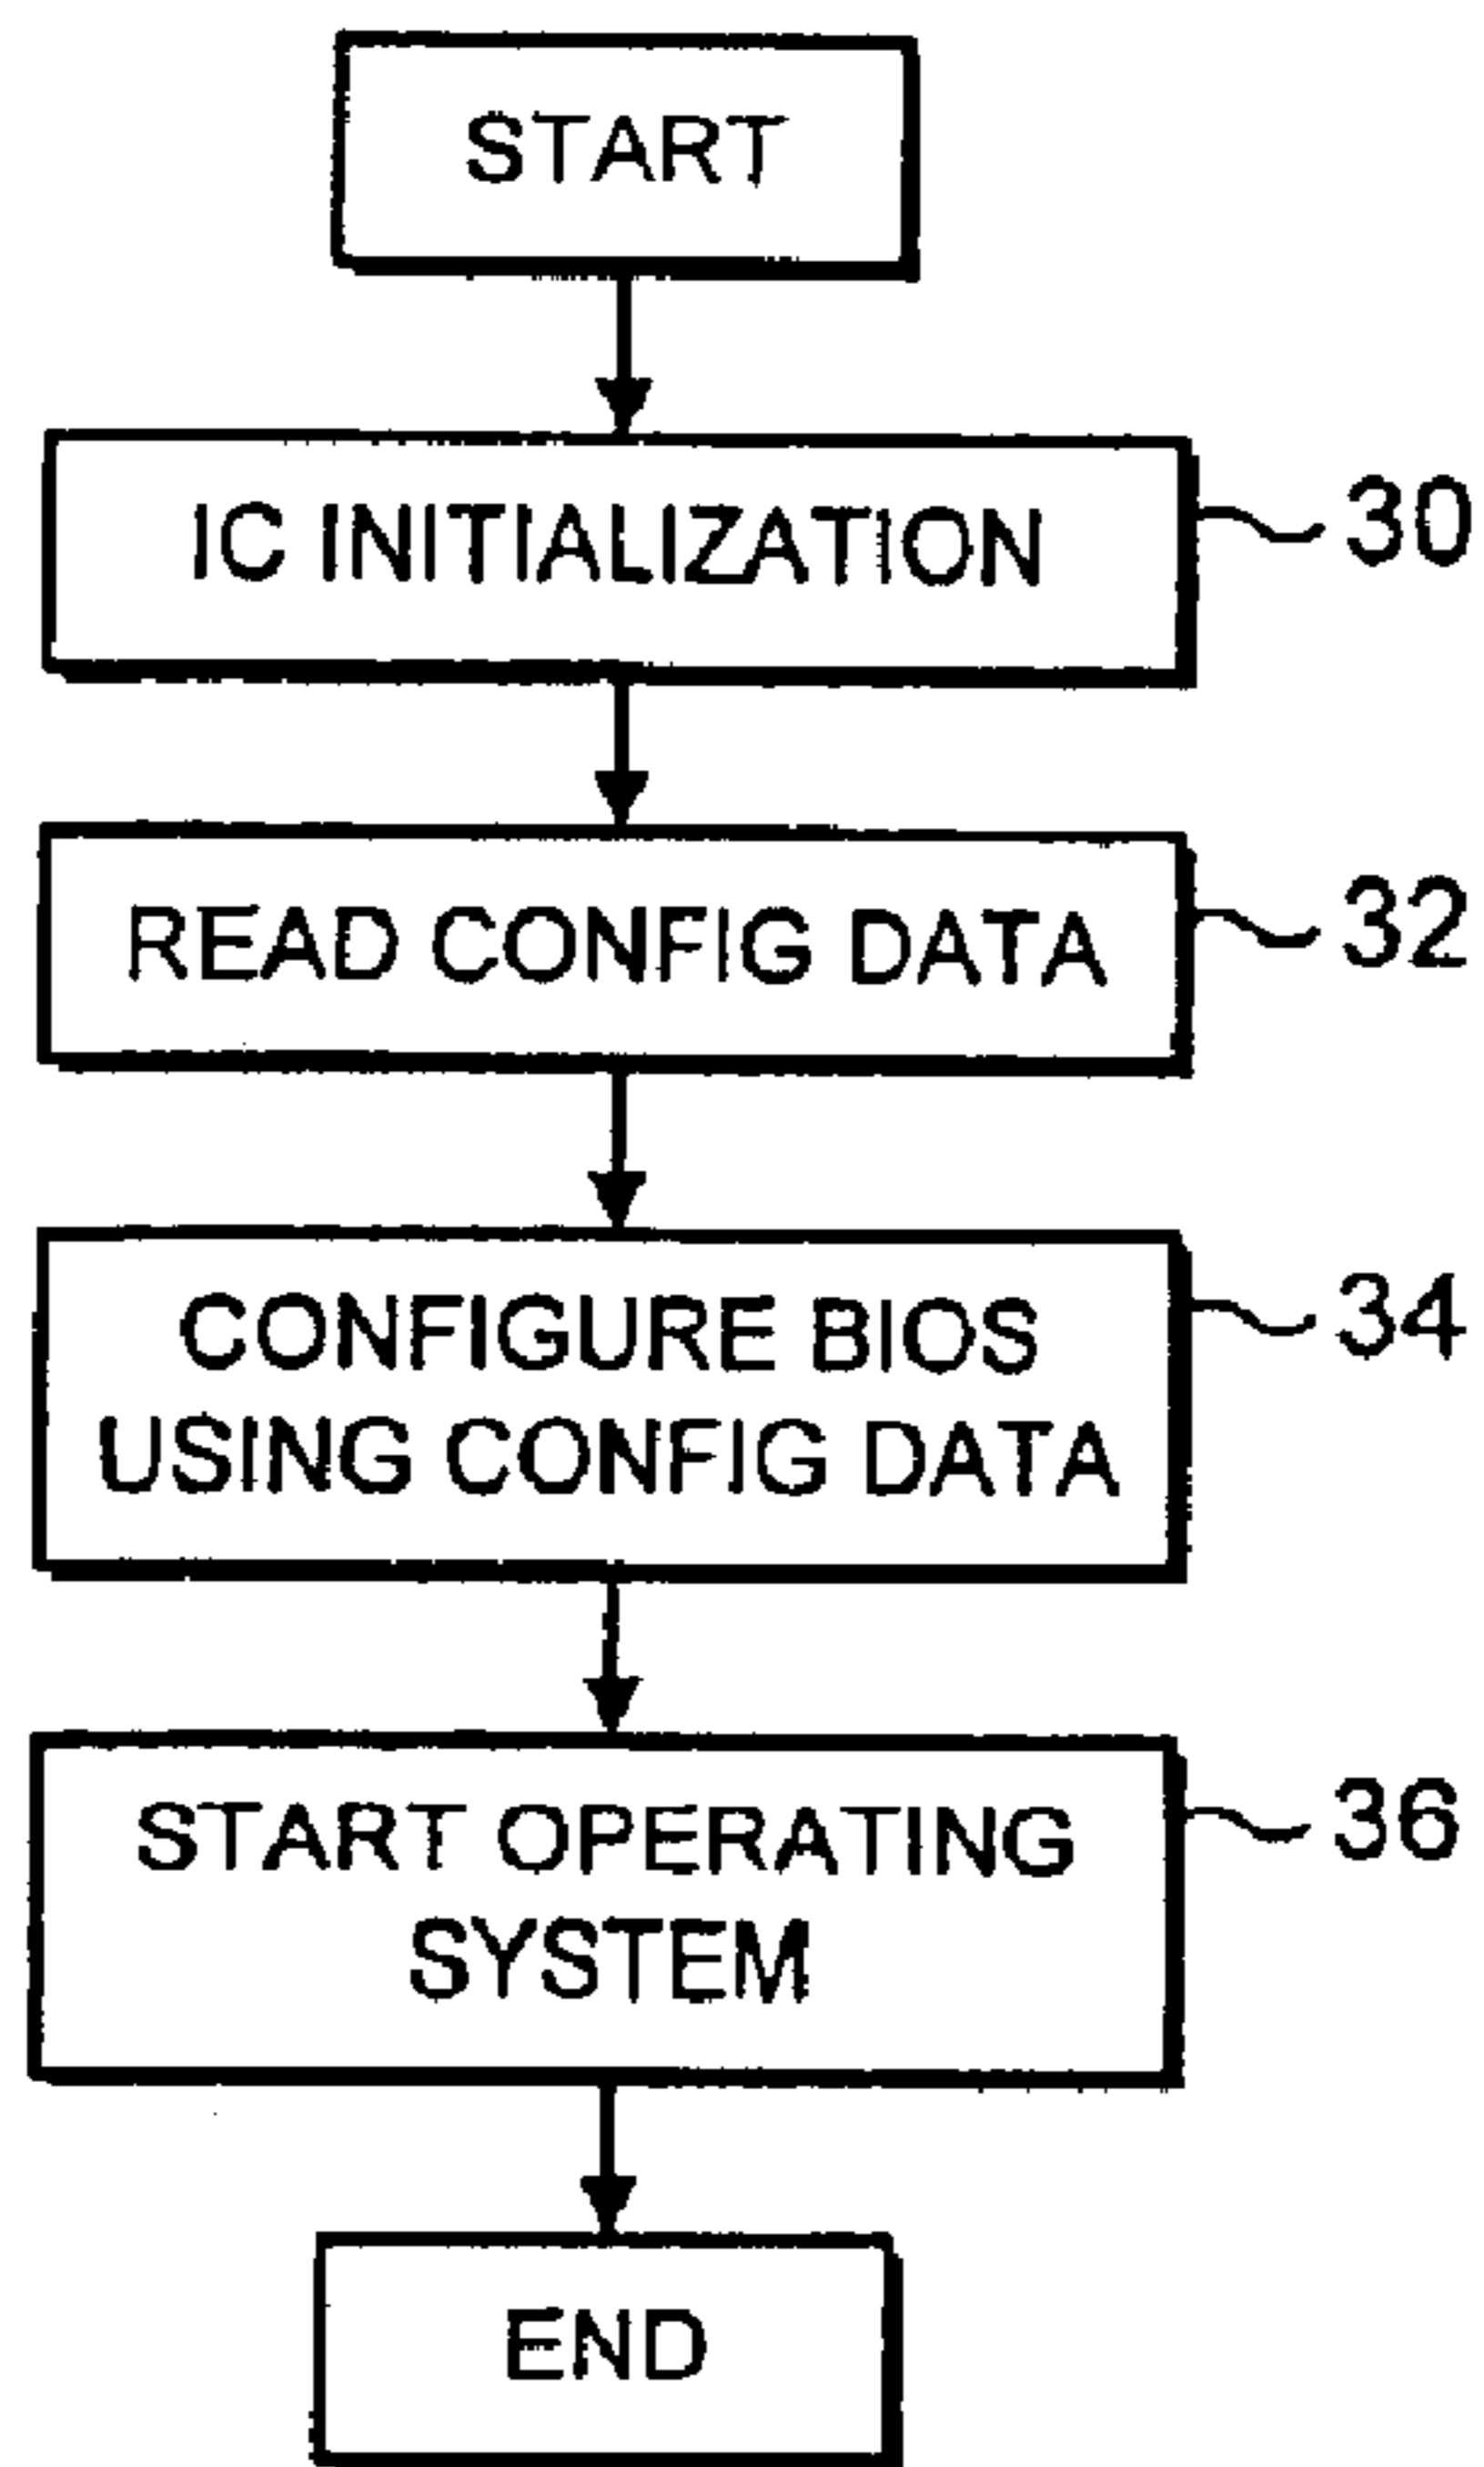 START
IC INITIALIZATION
30
READ CONFIG DATA
32
CONFIGURE BIOS
34
USING CONFIG DATA
START OPERATING
36
SYSTEM
END